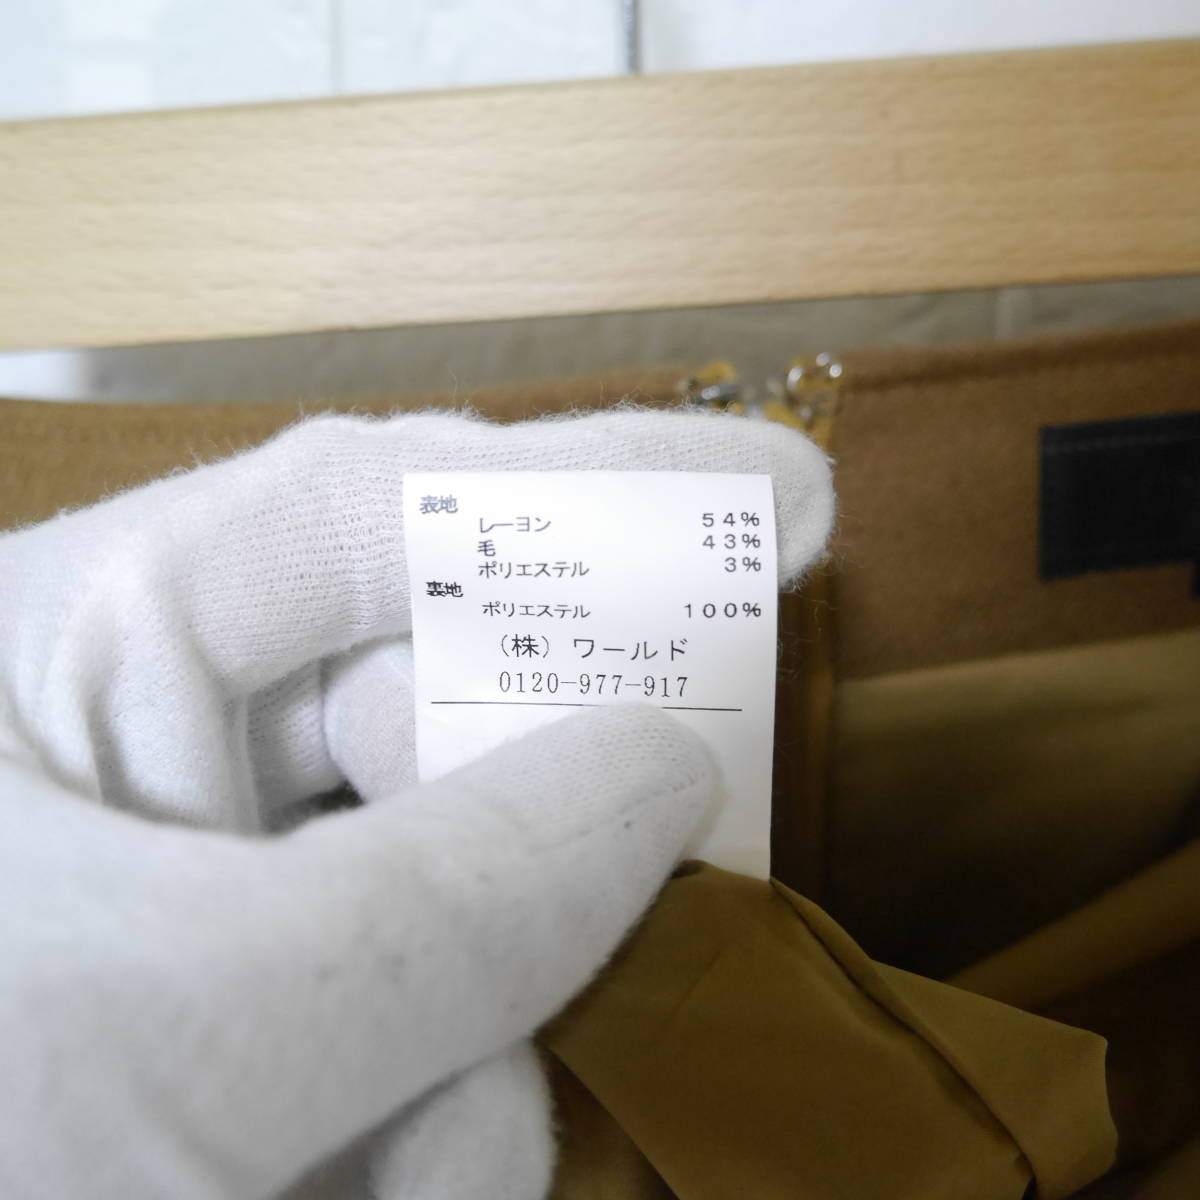 表地
レーヨン 54%
毛 43%
ポリエステル 3%
裏地
ポリエステル 100%
(株) ワールド
0120-977-917